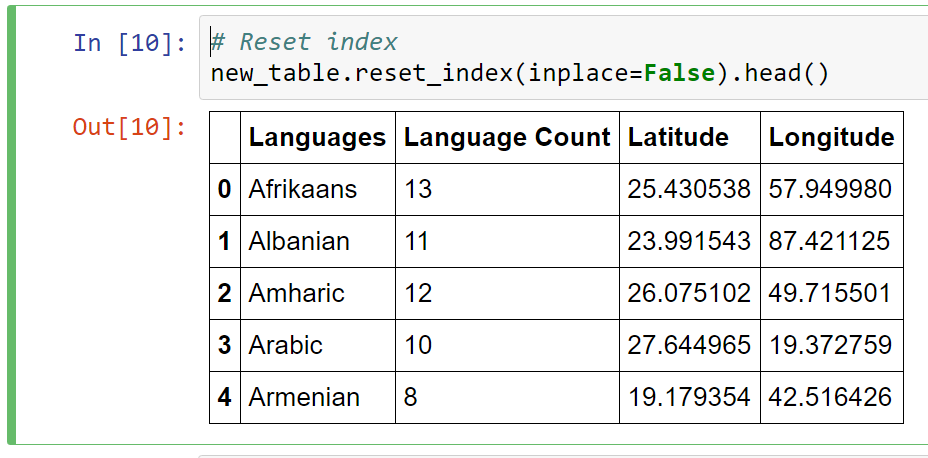 In [10]: # Reset index
new_table.reset_index(inplace=False).head()
Out[10]:
Languages Language Count Latitude Longitude
0 Afrikaans 13 25.430538 57.949980
1 Albanian 11 23.991543 87.421125
2 Amharic 12 26.075102 49.715501
3 Arabic 10 27.644965 19.372759
4 Armenian 8 19.179354 42.516426